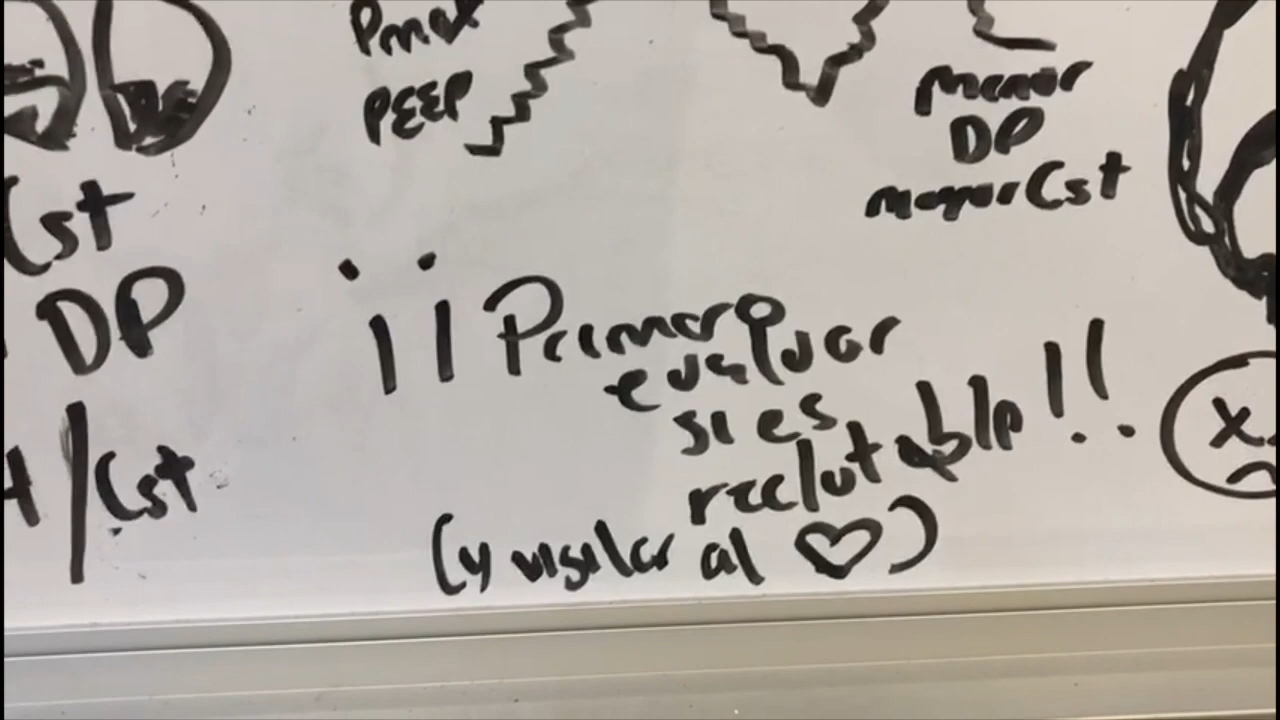 Pmax
PEEP
menor
DP
mayor Cst
Cst
DP
/Cst
¡¡Primero
evaluar
si es
reclutable!!
(y vigilar al ♡)
x